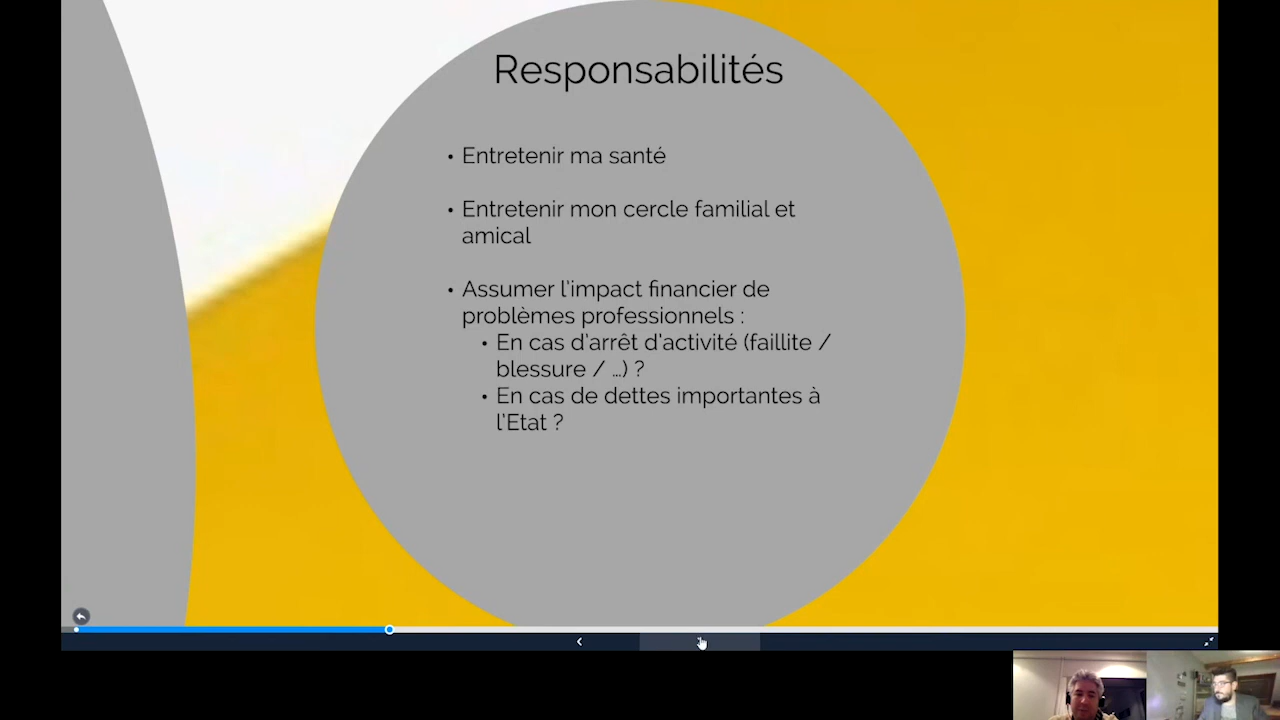 Responsabilités
• Entretenir ma santé
• Entretenir mon cercle familial et
amical
• Assumer l'impact financier de
problèmes professionnels :
• En cas d'arrêt d'activité (faillite /
blessure / ...) ?
• En cas de dettes importantes à
l'Etat ?